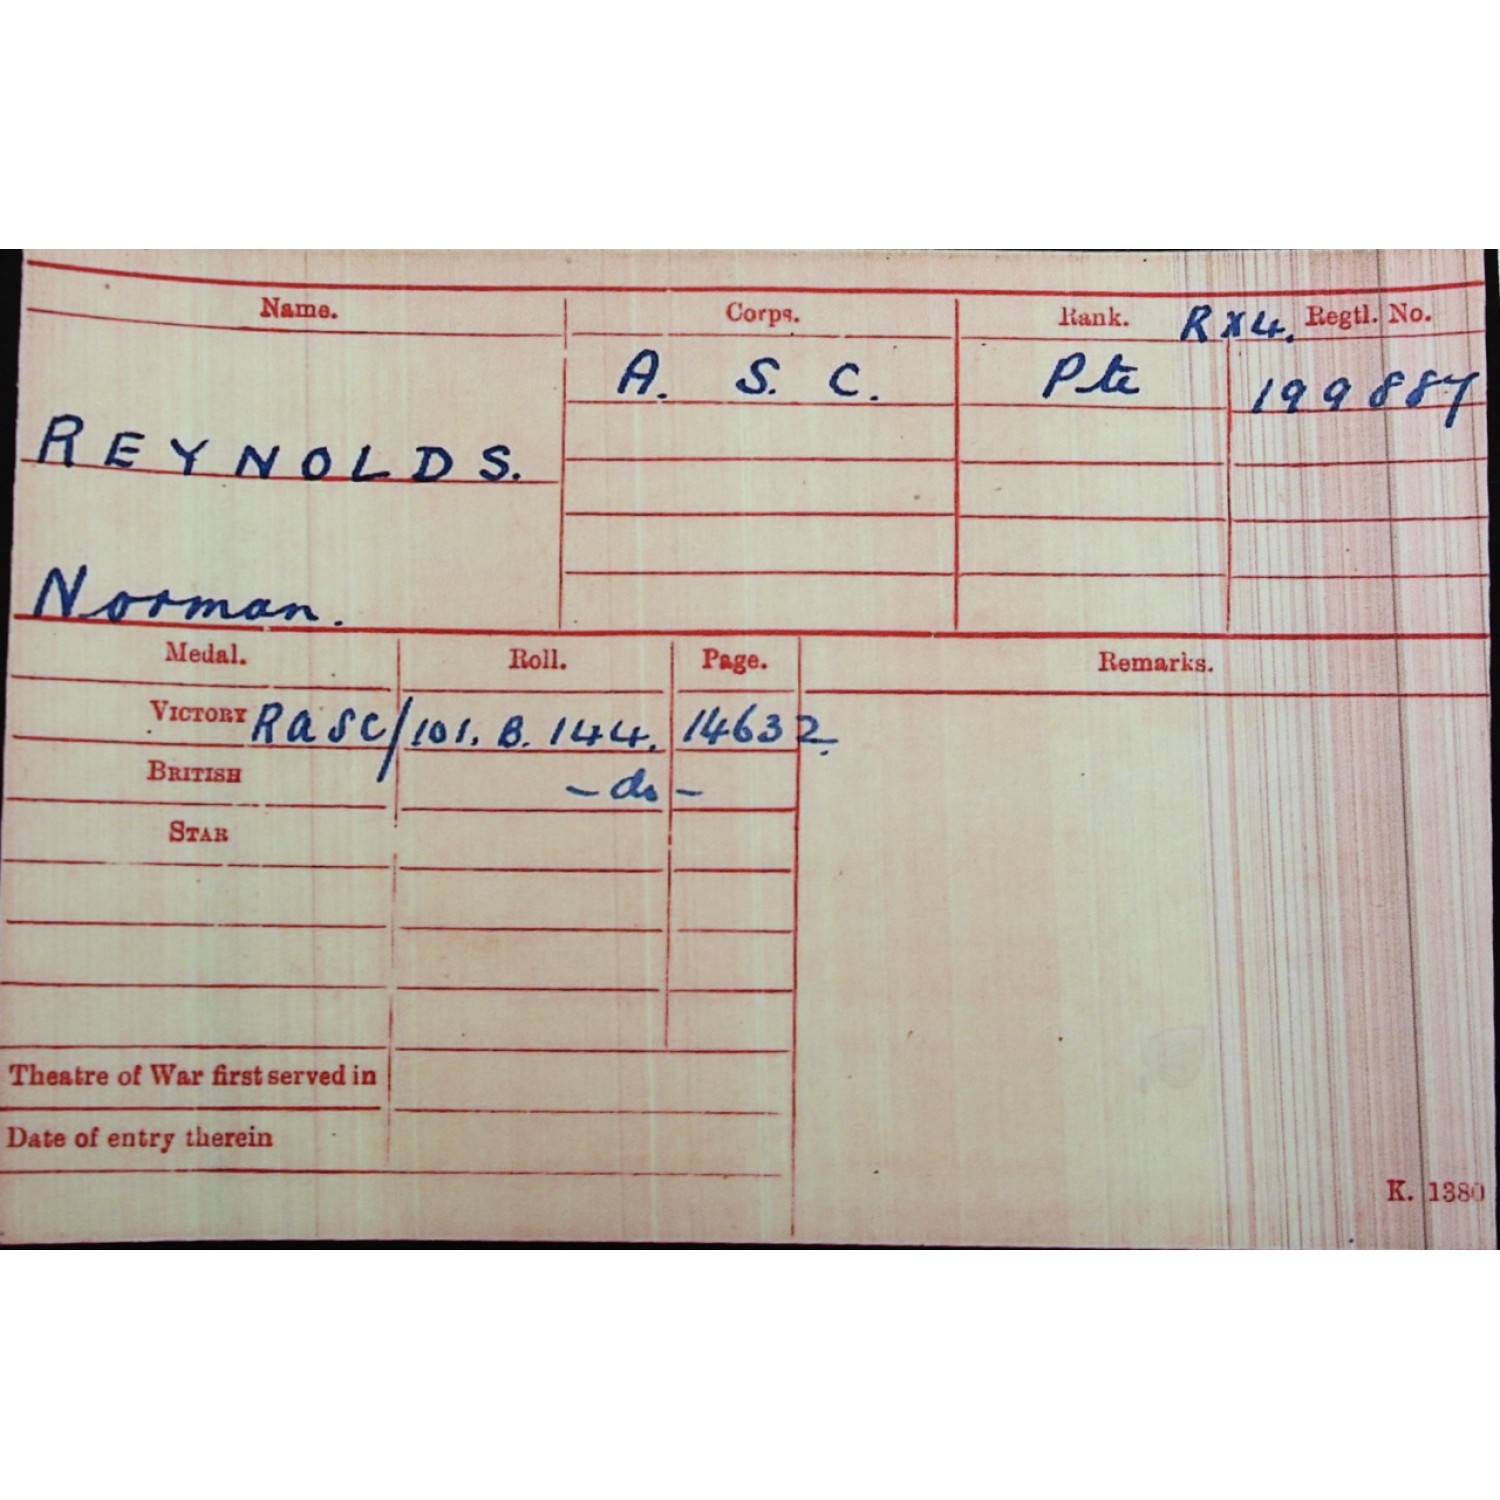 Name. Corps. Rank. R X 4. Regtl. No.
A. S. C. Pte 199887
REYNOLDS.
Norman.
Medal. Roll. Page. Remarks.
VICTORY RASC/101. B. 144. 14632
BRITISH -do-
STAR
Theatre of War first served in
Date of entry therein
K. 1380